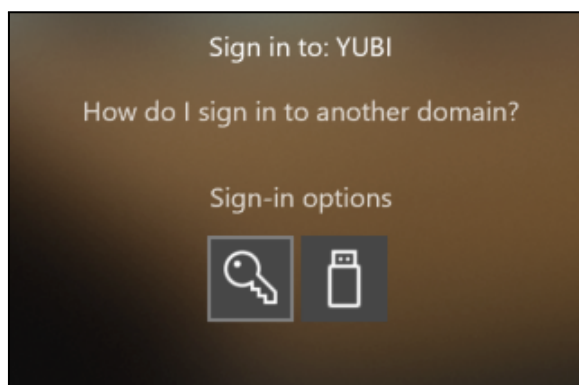 Sign in to: YUBI
How do I sign in to another domain?
Sign-in options